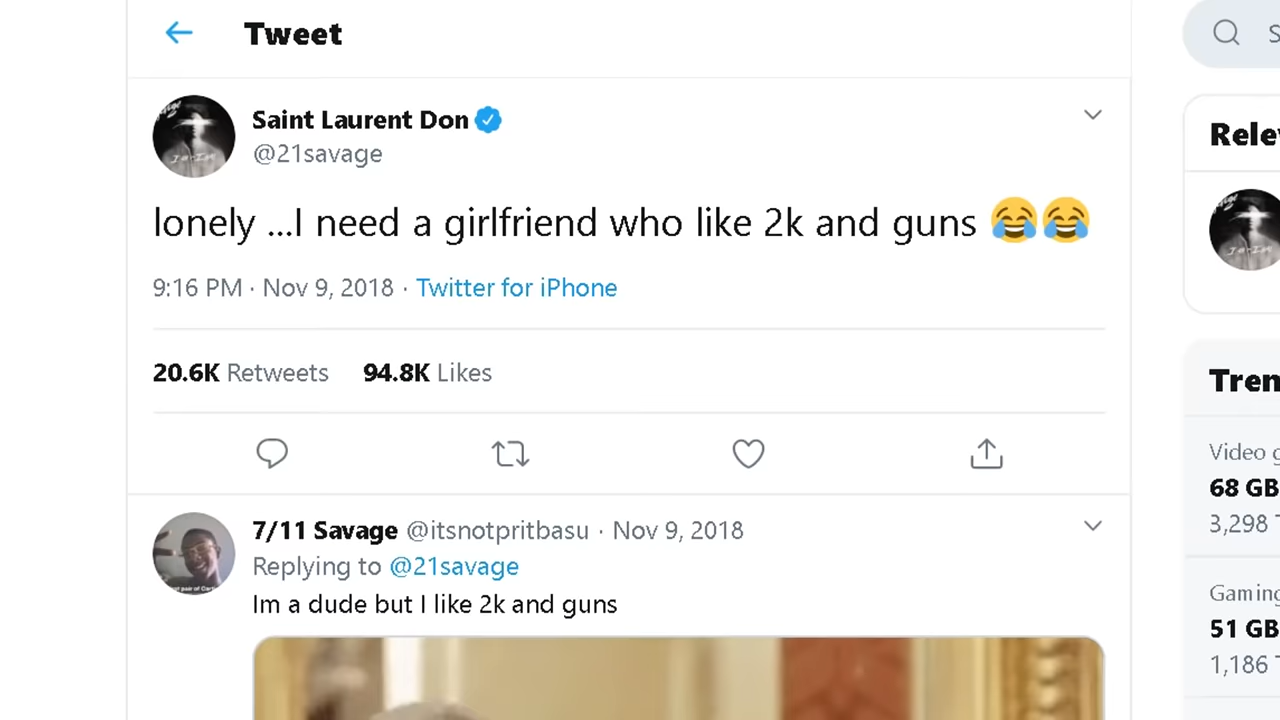 Tweet
Saint Laurent Don
@21savage
lonely ...I need a girlfriend who like 2k and guns 😂😂
9:16 PM · Nov 9, 2018 · Twitter for iPhone
20.6K Retweets 94.8K Likes
7/11 Savage @itsnotpritbasu · Nov 9, 2018
Replying to @21savage
Im a dude but I like 2k and guns
Rele
Tren
Video g
68 GB
3,298 T
Gaming
51 GB
1,186 T